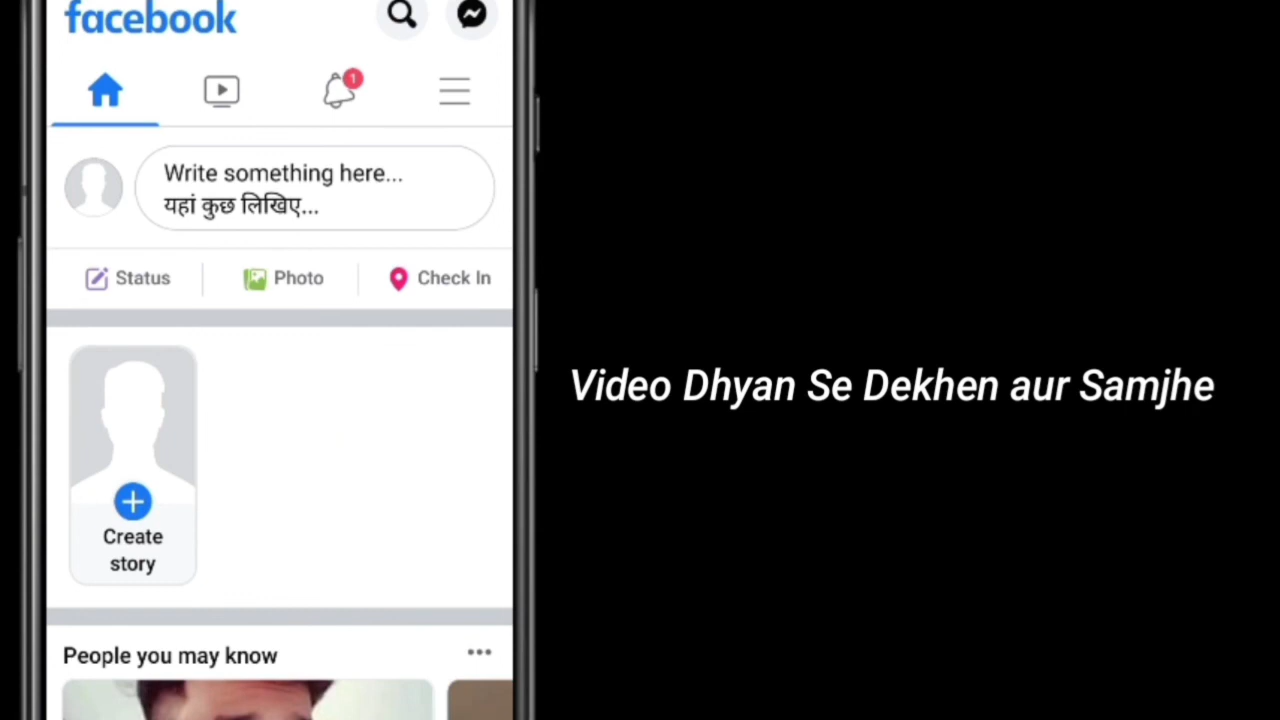 facebook
1
Write something here...
यहां कुछ लिखिए...
Status
Photo
Check In
Video Dhyan Se Dekhen aur Samjhe
Create
story
People you may know